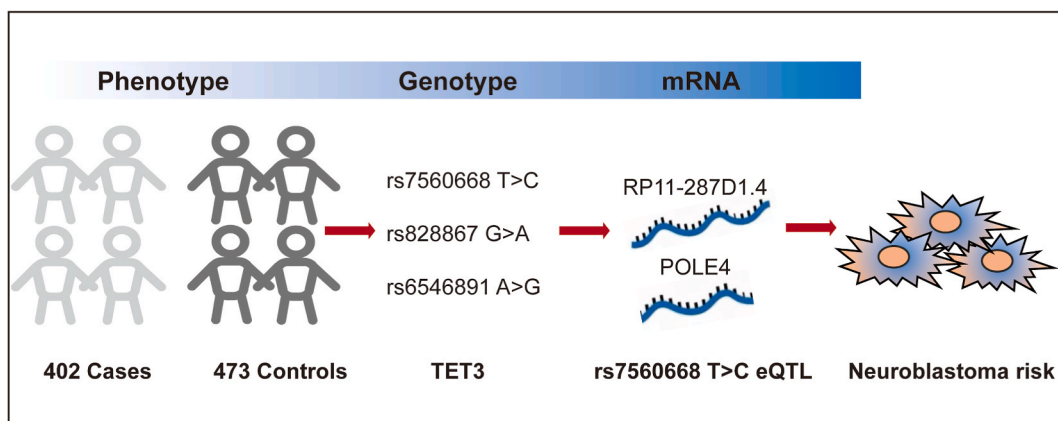 Phenotype
Genotype
mRNA
rs7560668 T>C
rs828867 G>A
rs6546891 A>G
RP11-287D1.4
POLE4
402 Cases
473 Controls
TET3
rs7560668 T>C eQTL
Neuroblastoma risk